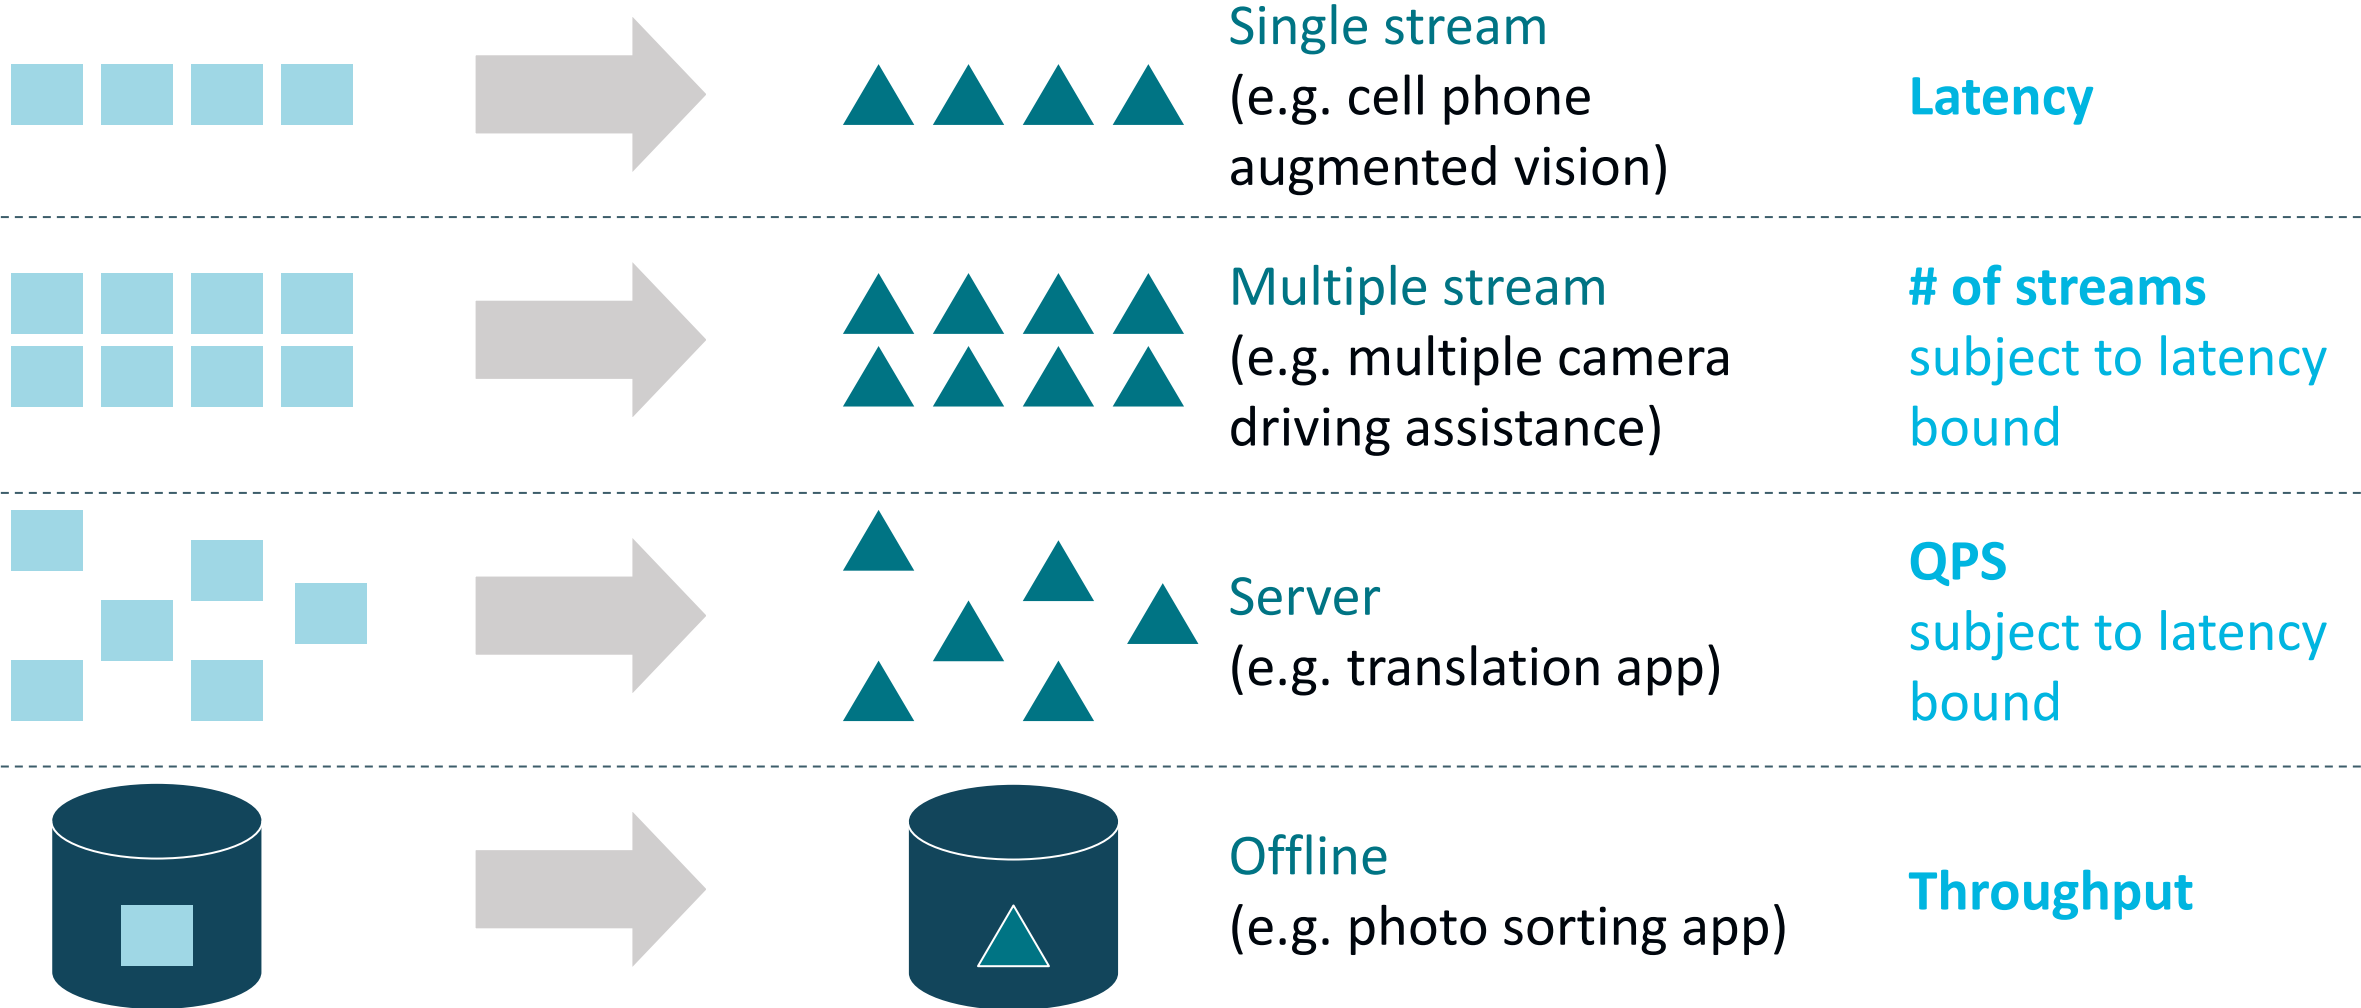 Single stream
(e.g. cell phone
augmented vision)
Latency
Multiple stream
(e.g. multiple camera
driving assistance)
# of streams
subject to latency
bound
Server
(e.g. translation app)
QPS
subject to latency
bound
Offline
(e.g. photo sorting app)
Throughput